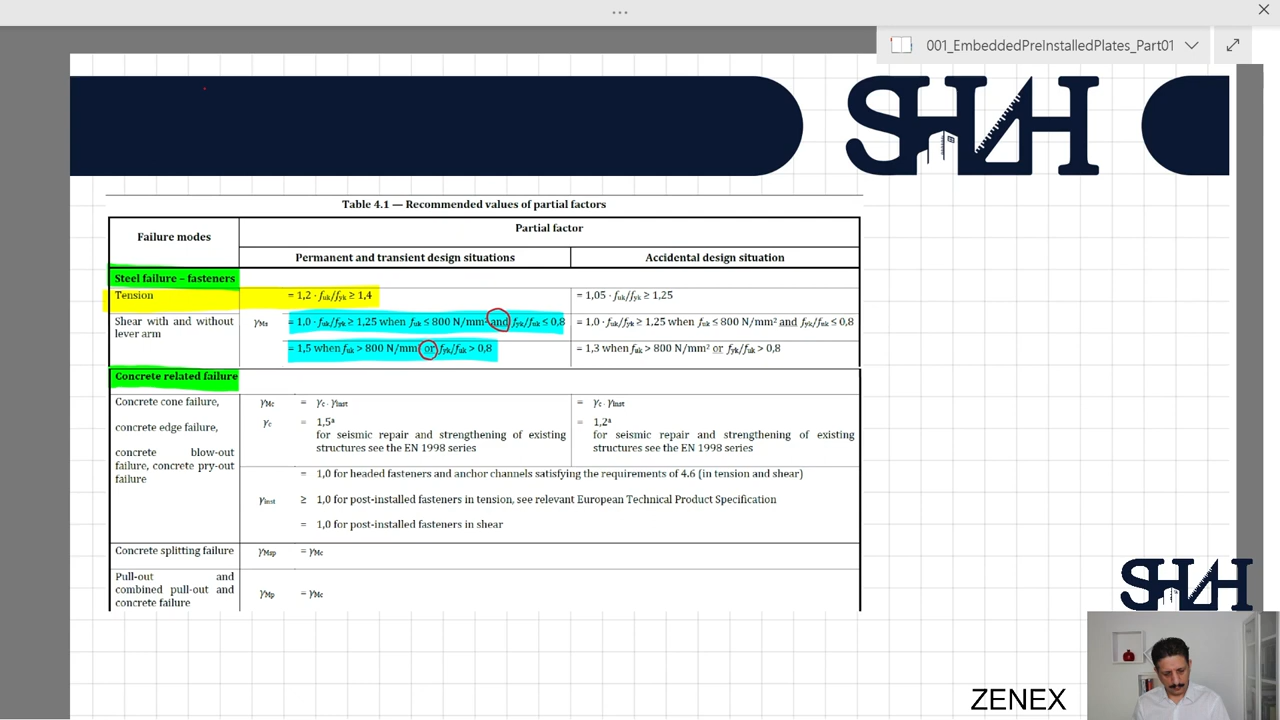 001_EmbeddedPreInstalledPlates_Part01
SHAH
Table 4.1 — Recommended values of partial factors
Failure modes
Partial factor
Permanent and transient design situations
Accidental design situation
Steel failure – fasteners
Tension
= 1,2 · fuk/fyk ≥ 1,4
= 1,05 · fuk/fyk ≥ 1,25
Shear with and without
lever arm
γMs
= 1,0 · fuk/fyk ≥ 1,25 when fuk ≤ 800 N/mm² and fyk/fuk ≤ 0,8
= 1,0 · fuk/fyk ≥ 1,25 when fuk ≤ 800 N/mm² and fyk/fuk ≤ 0,8
= 1,5 when fuk > 800 N/mm² or fyk/fuk > 0,8
= 1,3 when fuk > 800 N/mm² or fyk/fuk > 0,8
Concrete related failure
Concrete cone failure,
concrete edge failure,
concrete blow-out
failure, concrete pry-out
failure
γMc = γc · γinst
= γc · γinst
γc = 1,5ᵃ
for seismic repair and strengthening of existing
structures see the EN 1998 series
= 1,2ᵃ
for seismic repair and strengthening of existing
structures see the EN 1998 series
= 1,0 for headed fasteners and anchor channels satisfying the requirements of 4.6 (in tension and shear)
γinst ≥ 1,0 for post-installed fasteners in tension, see relevant European Technical Product Specification
= 1,0 for post-installed fasteners in shear
Concrete splitting failure
γMsp = γMc
Pull-out and
combined pull-out and
concrete failure
γMp = γMc
SHAH
ZENEX